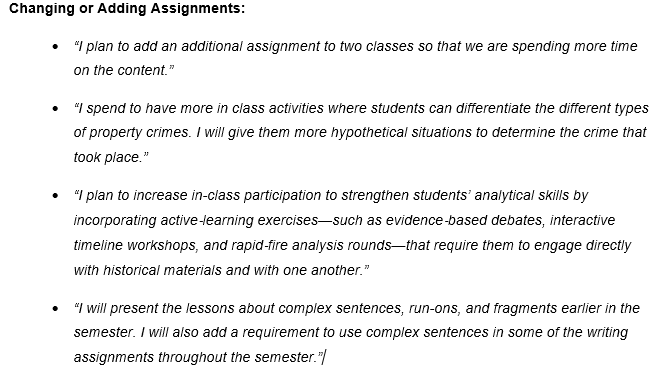 Changing or Adding Assignments:
• “I plan to add an additional assignment to two classes so that we are spending more time
on the content.”
• “I spend to have more in class activities where students can differentiate the different types
of property crimes. I will give them more hypothetical situations to determine the crime that
took place.”
• “I plan to increase in-class participation to strengthen students’ analytical skills by
incorporating active-learning exercises—such as evidence-based debates, interactive
timeline workshops, and rapid-fire analysis rounds—that require them to engage directly
with historical materials and with one another.”
• “I will present the lessons about complex sentences, run-ons, and fragments earlier in the
semester. I will also add a requirement to use complex sentences in some of the writing
assignments throughout the semester.”